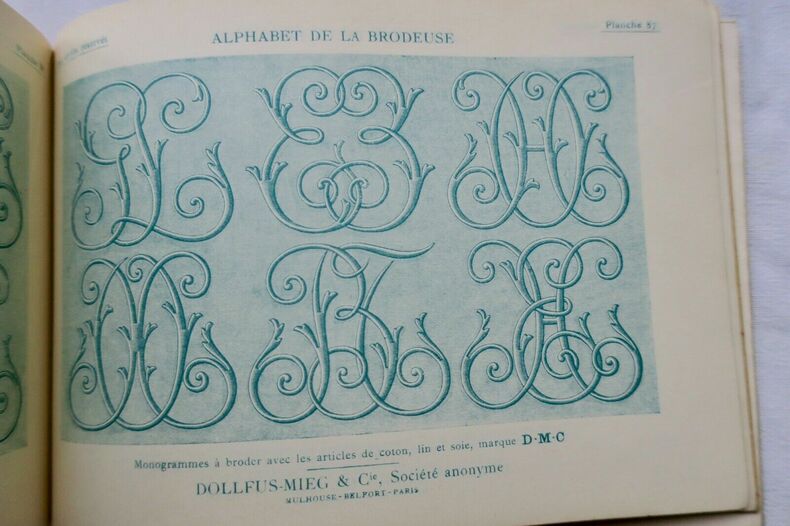 ALPHABET DE LA BRODEUSE
Planche 57
Monogrammes à broder avec les articles de coton, lin et soie, marque D·M·C
DOLLFUS-MIEG & Cie, Société anonyme
MULHOUSE-BELFORT-PARIS